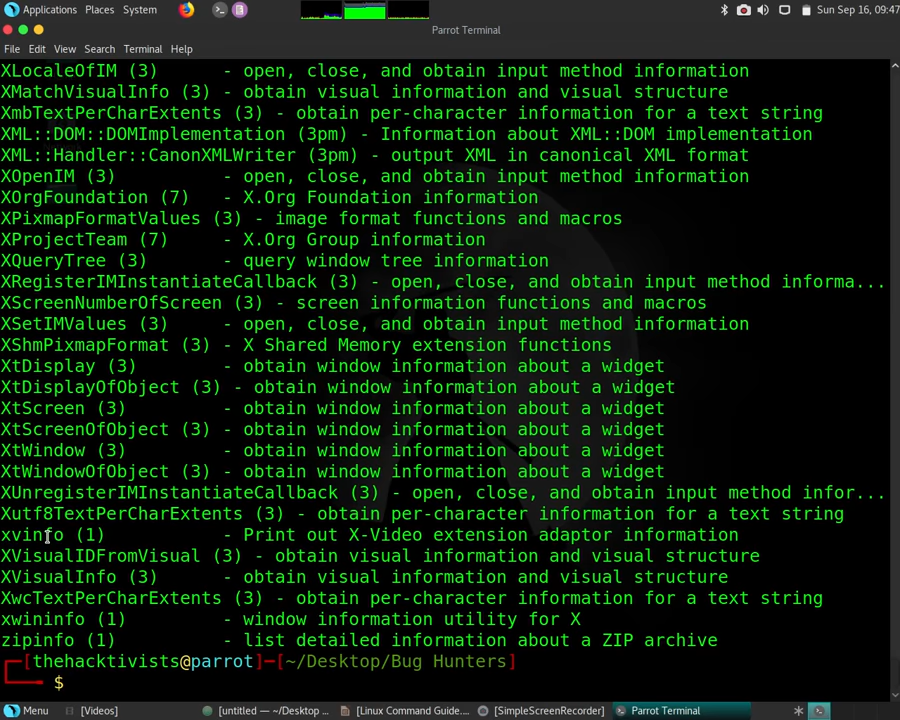 Applications Places System
Sun Sep 16, 09:47
Parrot Terminal
File Edit View Search Terminal Help
XLocaleOfIM (3) - open, close, and obtain input method information
XMatchVisualInfo (3) - obtain visual information and visual structure
XmbTextPerCharExtents (3) - obtain per-character information for a text string
XML::DOM::DOMImplementation (3pm) - Information about XML::DOM implementation
XML::Handler::CanonXMLWriter (3pm) - output XML in canonical XML format
XOpenIM (3) - open, close, and obtain input method information
XOrgFoundation (7) - X.Org Foundation information
XPixmapFormatValues (3) - image format functions and macros
XProjectTeam (7) - X.Org Group information
XQueryTree (3) - query window tree information
XRegisterIMInstantiateCallback (3) - open, close, and obtain input method informa...
XScreenNumberOfScreen (3) - screen information functions and macros
XSetIMValues (3) - open, close, and obtain input method information
XShmPixmapFormat (3) - X Shared Memory extension functions
XtDisplay (3) - obtain window information about a widget
XtDisplayOfObject (3) - obtain window information about a widget
XtScreen (3) - obtain window information about a widget
XtScreenOfObject (3) - obtain window information about a widget
XtWindow (3) - obtain window information about a widget
XtWindowOfObject (3) - obtain window information about a widget
XUnregisterIMInstantiateCallback (3) - open, close, and obtain input method infor...
Xutf8TextPerCharExtents (3) - obtain per-character information for a text string
xvinfo (1) - Print out X-Video extension adaptor information
XVisualIDFromVisual (3) - obtain visual information and visual structure
XVisualInfo (3) - obtain visual information and visual structure
XwcTextPerCharExtents (3) - obtain per-character information for a text string
xwininfo (1) - window information utility for X
zipinfo (1) - list detailed information about a ZIP archive
[thehacktivists@parrot]─[~/Desktop/Bug Hunters]
$
Menu [Videos] [untitled — ~/Desktop ... [Linux Command Guide.... [SimpleScreenRecorder] Parrot Terminal